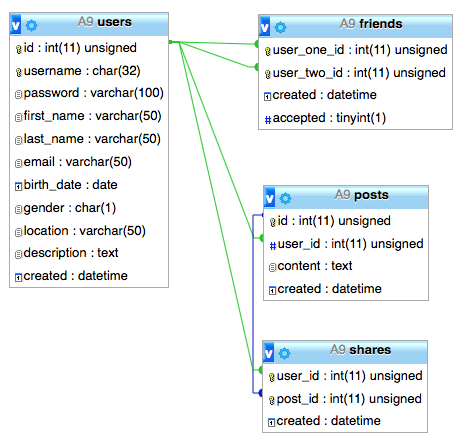 A9 users
id : int(11) unsigned
username : char(32)
password : varchar(100)
first_name : varchar(50)
last_name : varchar(50)
email : varchar(50)
birth_date : date
gender : char(1)
location : varchar(50)
description : text
created : datetime
A9 friends
user_one_id : int(11) unsigned
user_two_id : int(11) unsigned
created : datetime
# accepted : tinyint(1)
A9 posts
id : int(11) unsigned
# user_id : int(11) unsigned
content : text
created : datetime
A9 shares
user_id : int(11) unsigned
post_id : int(11) unsigned
created : datetime